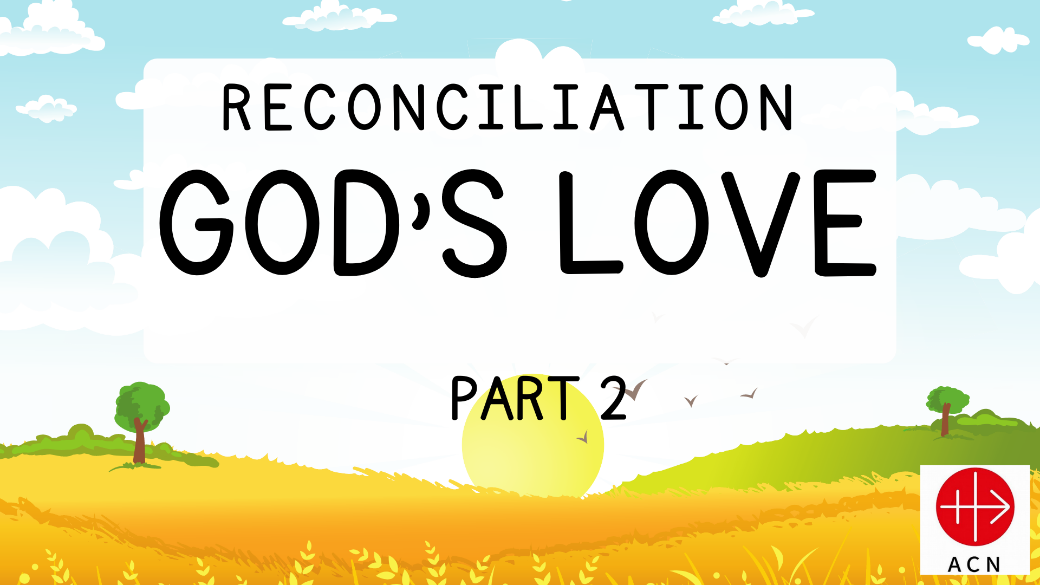 RECONCILIATION
GOD'S LOVE
PART 2
ACN